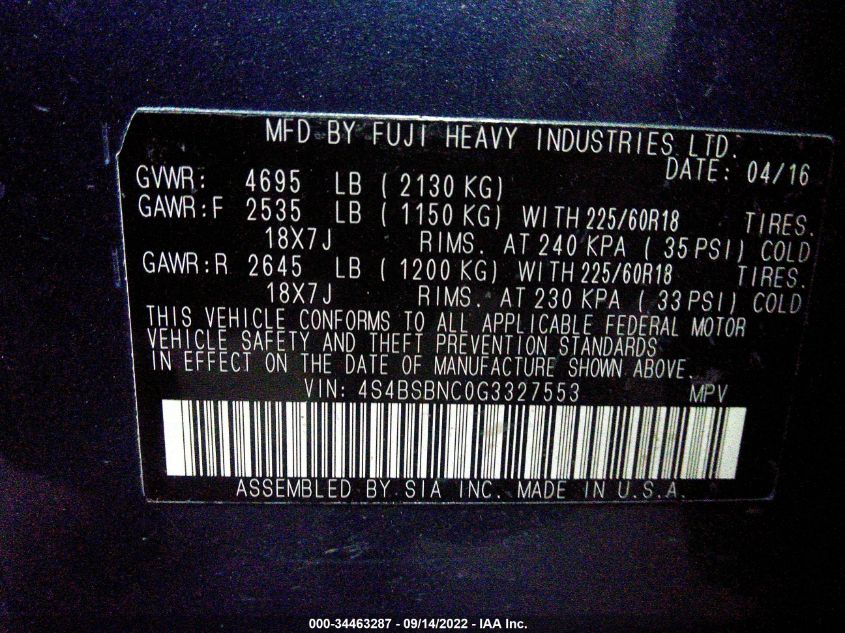 MFD BY FUJI HEAVY INDUSTRIES LTD.
DATE: 04/16
GVWR: 4695 LB ( 2130 KG)
GAWR:F 2535 LB ( 1150 KG) WITH 225/60R18 TIRES.
18X7J RIMS. AT 240 KPA ( 35 PSI) COLD
GAWR:R 2645 LB ( 1200 KG) WITH 225/60R18 TIRES.
18X7J RIMS. AT 230 KPA ( 33 PSI) COLD
THIS VEHICLE CONFORMS TO ALL APPLICABLE FEDERAL MOTOR
VEHICLE SAFETY AND THEFT PREVENTION STANDARDS
IN EFFECT ON THE DATE OF MANUFACTURE SHOWN ABOVE.
VIN: 4S4BSBNC0G3327553 MPV
ASSEMBLED BY SIA INC. MADE IN U.S.A.
000-34463287 - 09/14/2022 - IAA Inc.